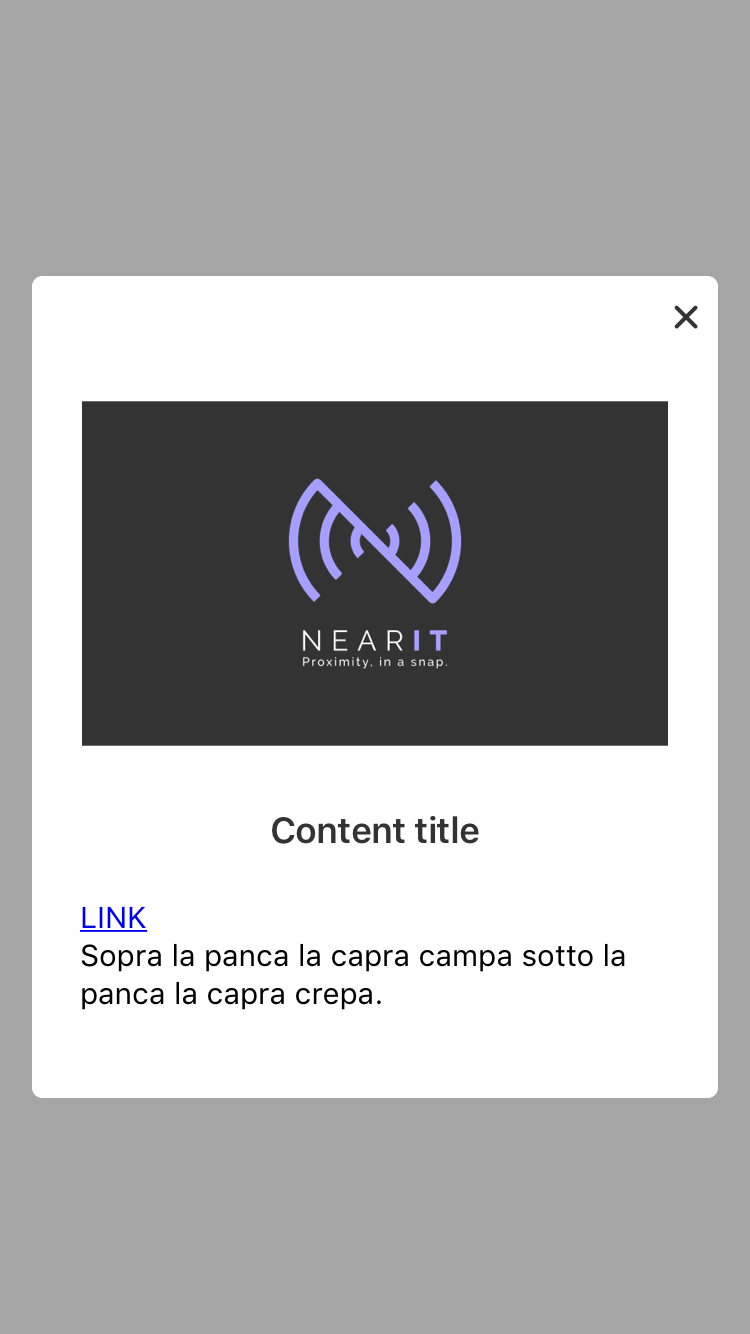 NEARIT
Proximity, in a snap.
Content title
LINK
Sopra la panca la capra campa sotto la
panca la capra crepa.